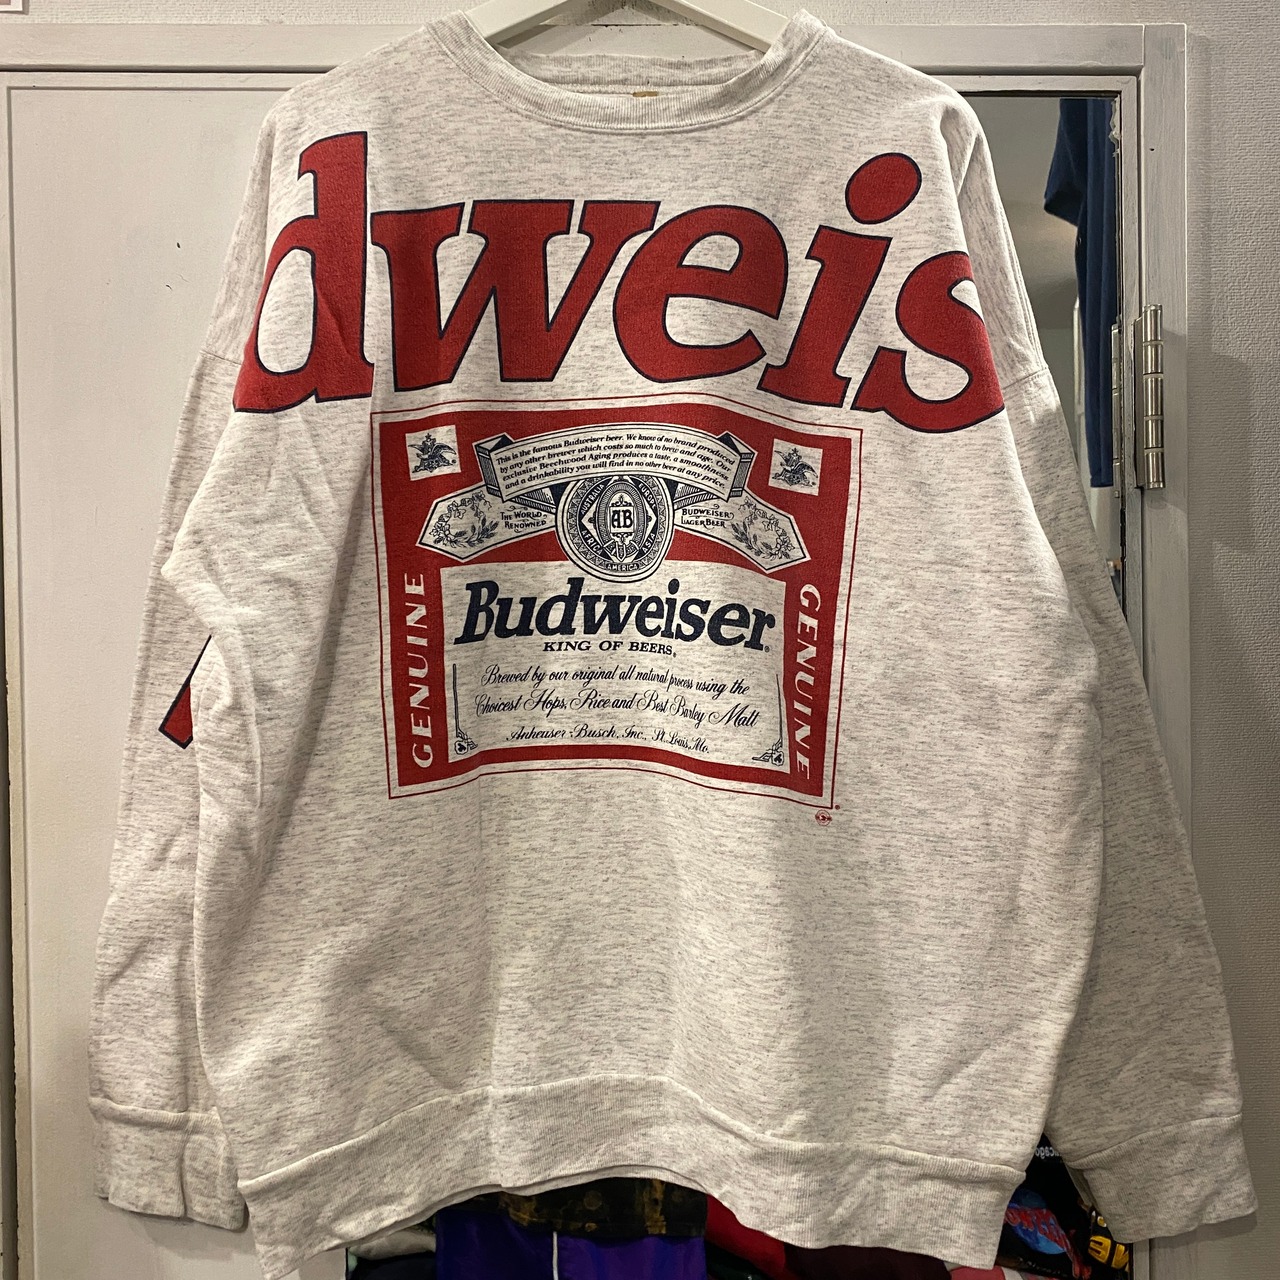 dweis
This is the famous Budweiser beer. We know of no brand produced
by any other brewer which costs so much to brew and age. Our
exclusive Beechwood Aging produces a taste, a smoothness,
and a drinkability you will find in no other beer at any price.
THE WORLD
RENOWNED
BUDWEISER
LAGER BEER
AB
AFRICA
AMERICA
ASIA
GENUINE
Budweiser®
KING OF BEERS®
Brewed by our original all natural process using the
Choicest Hops, Rice and Best Barley Malt
Anheuser-Busch, Inc., St. Louis, Mo.
GENUINE